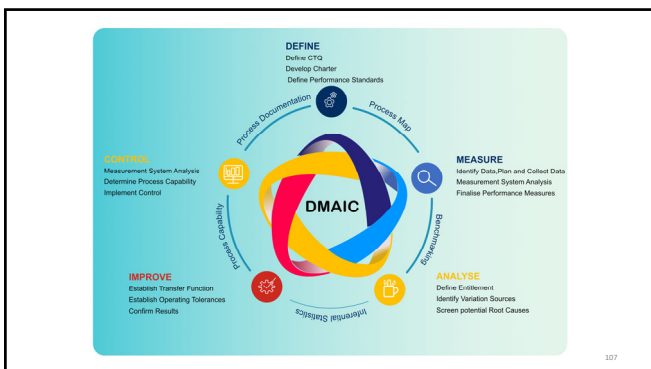 DEFINE
Define CTQ
Develop Charter
Define Performance Standards
Process Documentation
Process Map
CONTROL
Measurement System Analysis
Determine Process Capability
Implement Control
MEASURE
Identify Data,Plan and Collect Data
Measurement System Analysis
Finalise Performance Measures
DMAIC
Process Capability
Benchmarking
IMPROVE
Establish Transfer Function
Establish Operating Tolerances
Confirm Results
ANALYSE
Define Entitlement
Identify Variation Sources
Screen potential Root Causes
Inferential Statistics
107